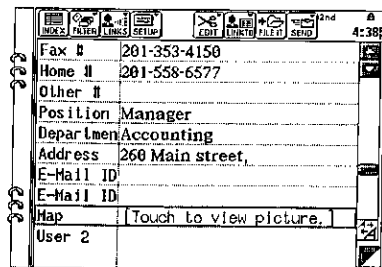 INDEX FILTER LINKS SETUP EDIT LINKTO FILE IT SEND 2nd 4:38
Fax # 201-353-4150
Home # 201-558-6577
Other #
Position Manager
Departmen Accounting
Address 260 Main street,
E-Mail ID
E-Mail ID
Map [Touch to view picture.]
User 2